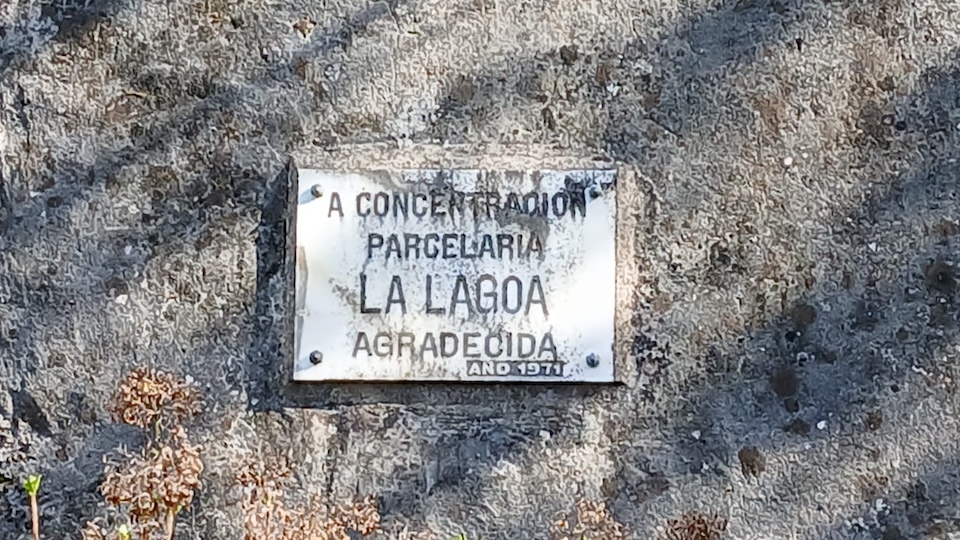 A CONCENTRACION
PARCELARIA
LA LAGOA
AGRADECIDA
AÑO 1971